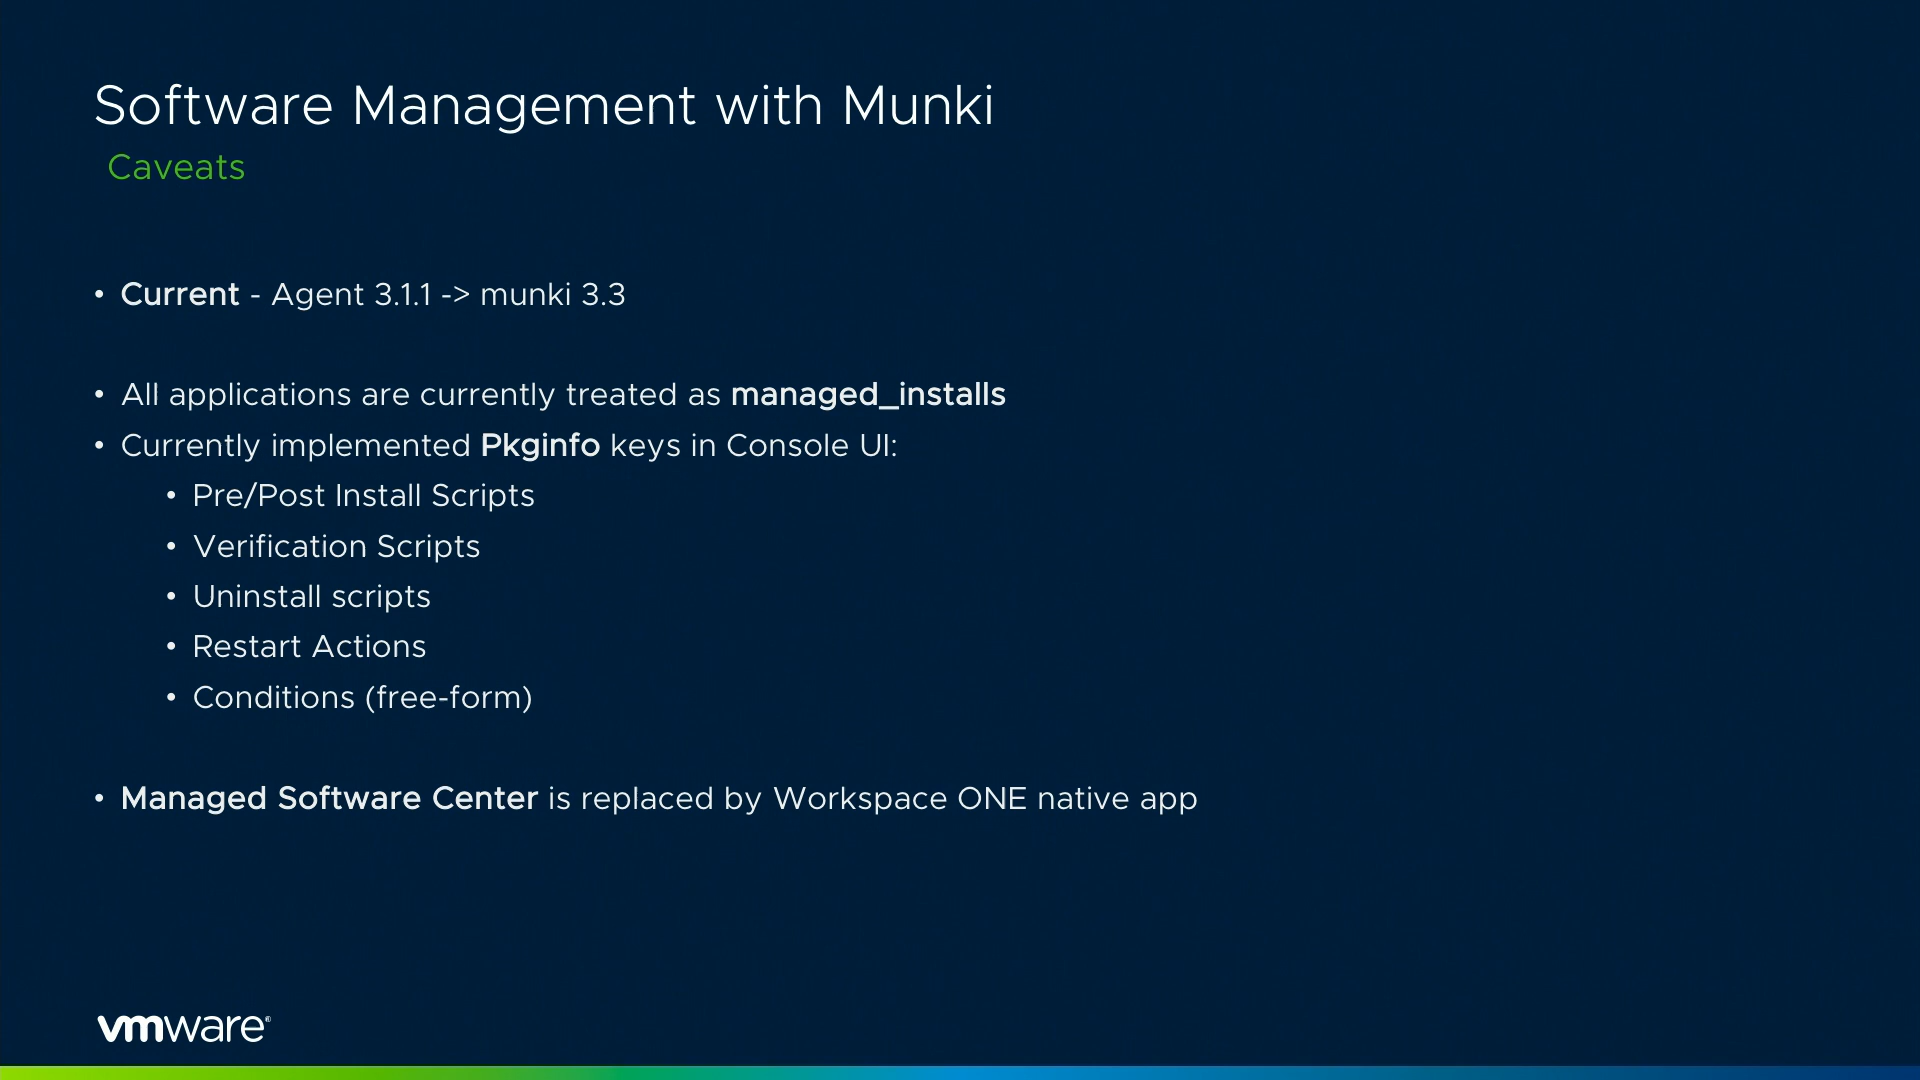 Software Management with Munki
Caveats
• Current - Agent 3.1.1 -> munki 3.3
• All applications are currently treated as managed_installs
• Currently implemented Pkginfo keys in Console UI:
• Pre/Post Install Scripts
• Verification Scripts
• Uninstall scripts
• Restart Actions
• Conditions (free-form)
• Managed Software Center is replaced by Workspace ONE native app
vmware®